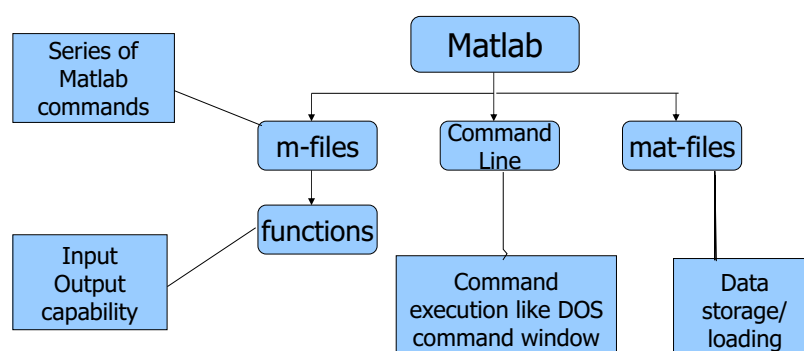 Matlab
Series of
Matlab
commands
m-files
Command
Line
mat-files
functions
Input
Output
capability
Command
execution like DOS
command window
Data
storage/
loading